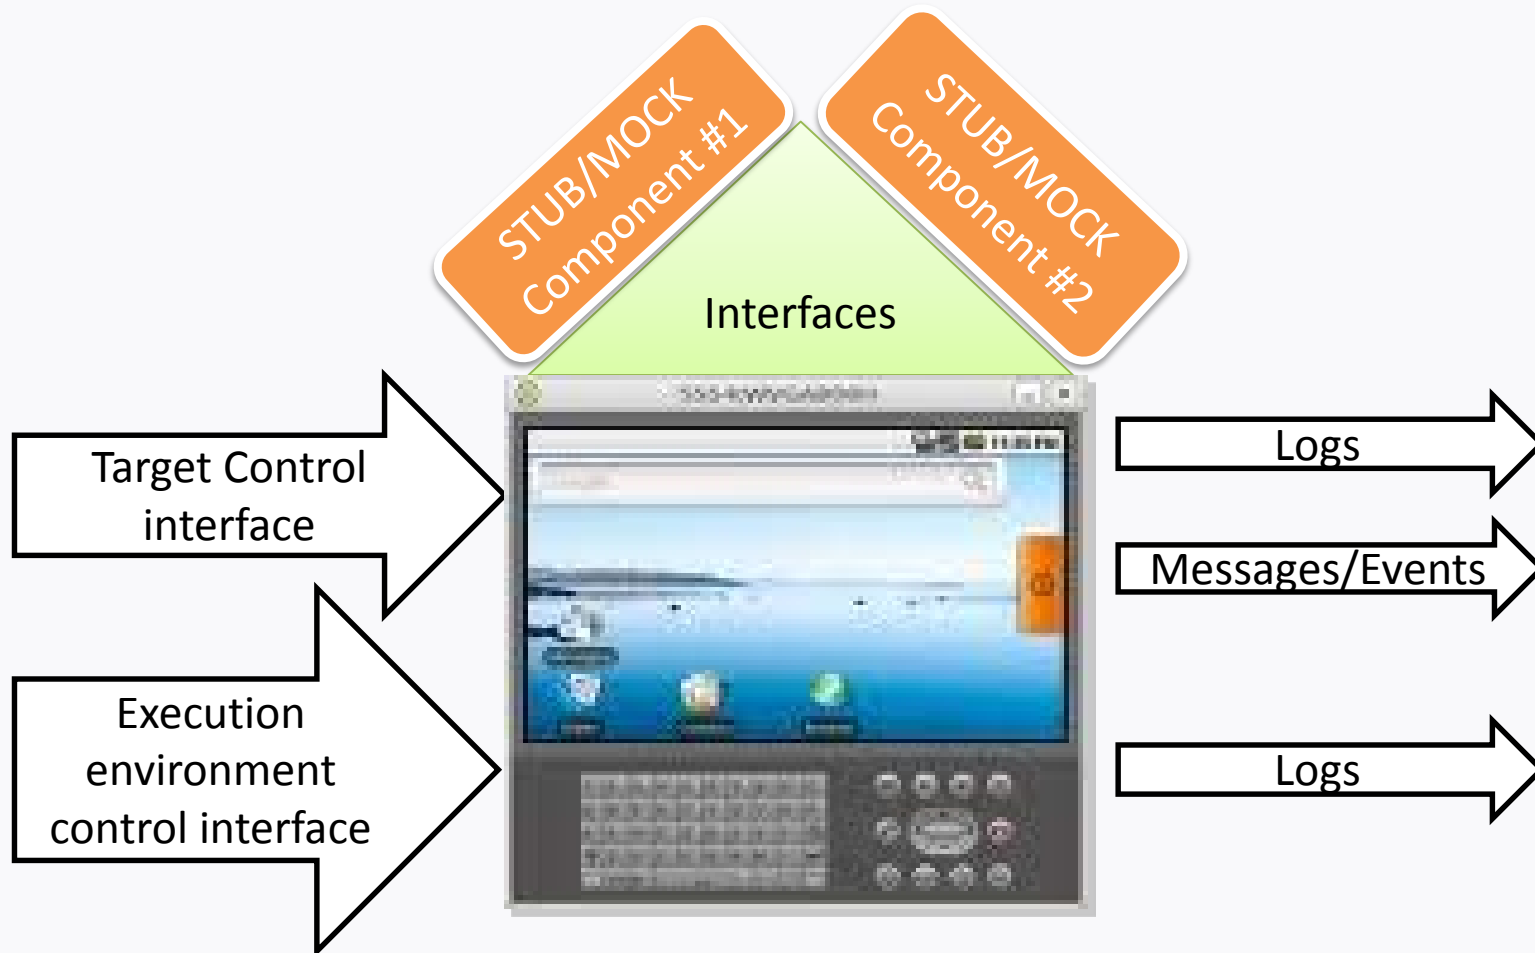 STUB/MOCK
Component #1
STUB/MOCK
Component #2
Interfaces
Target Control
interface
Execution
environment
control interface
Logs
Messages/Events
Logs